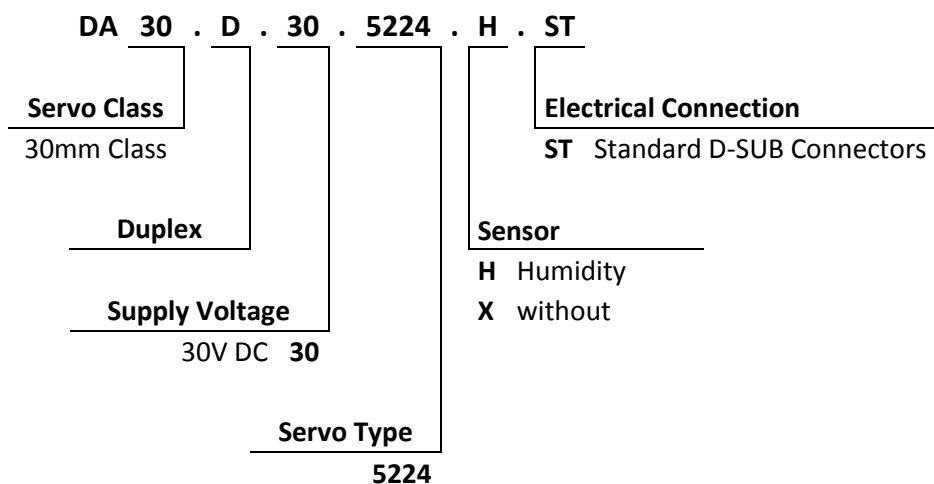 DA 30 . D . 30 . 5224 . H . ST
Servo Class
30mm Class
Electrical Connection
ST Standard D-SUB Connectors
Duplex
Sensor
H Humidity
X without
Supply Voltage
30V DC 30
Servo Type
5224